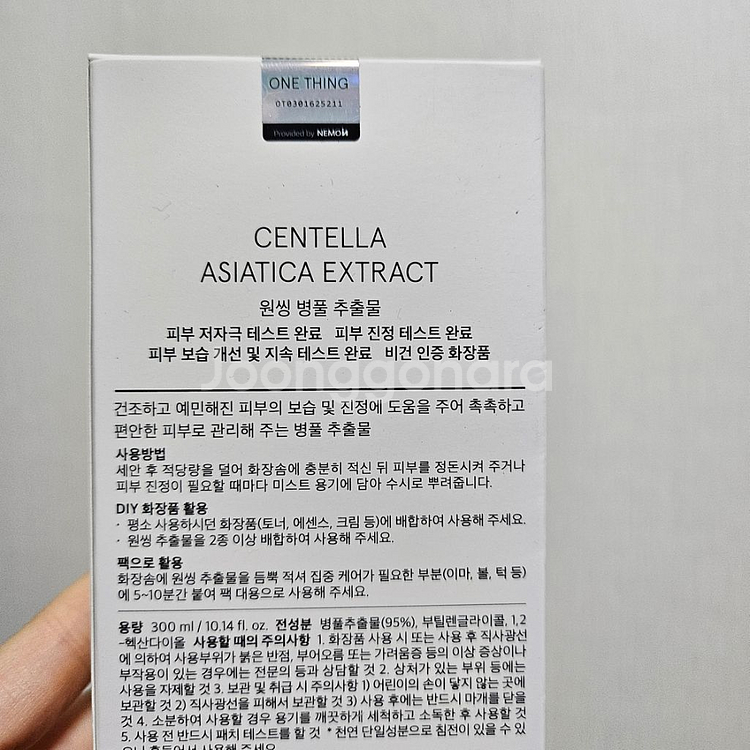 ONE THING
OT0301625211
Provided by NEMO
CENTELLA
ASIATICA EXTRACT
원씽 병풀 추출물
피부 저자극 테스트 완료 피부 진정 테스트 완료
피부 보습 개선 및 지속 테스트 완료 비건 인증 화장품
Joonggonara
건조하고 예민해진 피부의 보습 및 진정에 도움을 주어 촉촉하고
편안한 피부로 관리해 주는 병풀 추출물
사용방법
세안 후 적당량을 덜어 화장솜에 충분히 적신 뒤 피부를 정돈시켜 주거나
피부 진정이 필요할 때마다 미스트 용기에 담아 수시로 뿌려줍니다.
DIY 화장품 활용
· 평소 사용하시던 화장품(토너, 에센스, 크림 등)에 배합하여 사용해 주세요.
· 원씽 추출물을 2종 이상 배합하여 사용해 주세요.
팩으로 활용
화장솜에 원씽 추출물을 듬뿍 적셔 집중 케어가 필요한 부분(이마, 볼, 턱 등)
에 5~10분간 붙여 팩 대용으로 사용해 주세요.
용량 300 ml / 10.14 fl. oz. 전성분 병풀추출물(95%), 부틸렌글라이콜, 1,2
-헥산다이올 사용할 때의 주의사항 1. 화장품 사용 시 또는 사용 후 직사광선
에 의하여 사용부위가 붉은 반점, 부어오름 또는 가려움증 등의 이상 증상이나
부작용이 있는 경우에는 전문의 등과 상담할 것 2. 상처가 있는 부위 등에는
사용을 자제할 것 3. 보관 및 취급 시 주의사항 1) 어린이의 손이 닿지 않는 곳에
보관할 것 2) 직사광선을 피해서 보관할 것 3) 사용 후에는 반드시 마개를 닫을
것 4. 소분하여 사용할 경우 용기를 깨끗하게 세척하고 소독한 후 사용할 것
5. 사용 전 반드시 패치 테스트를 할 것 * 천연 단일성분으로 침전이 있을 수 있
으니 흔들어서 사용해 주세요.